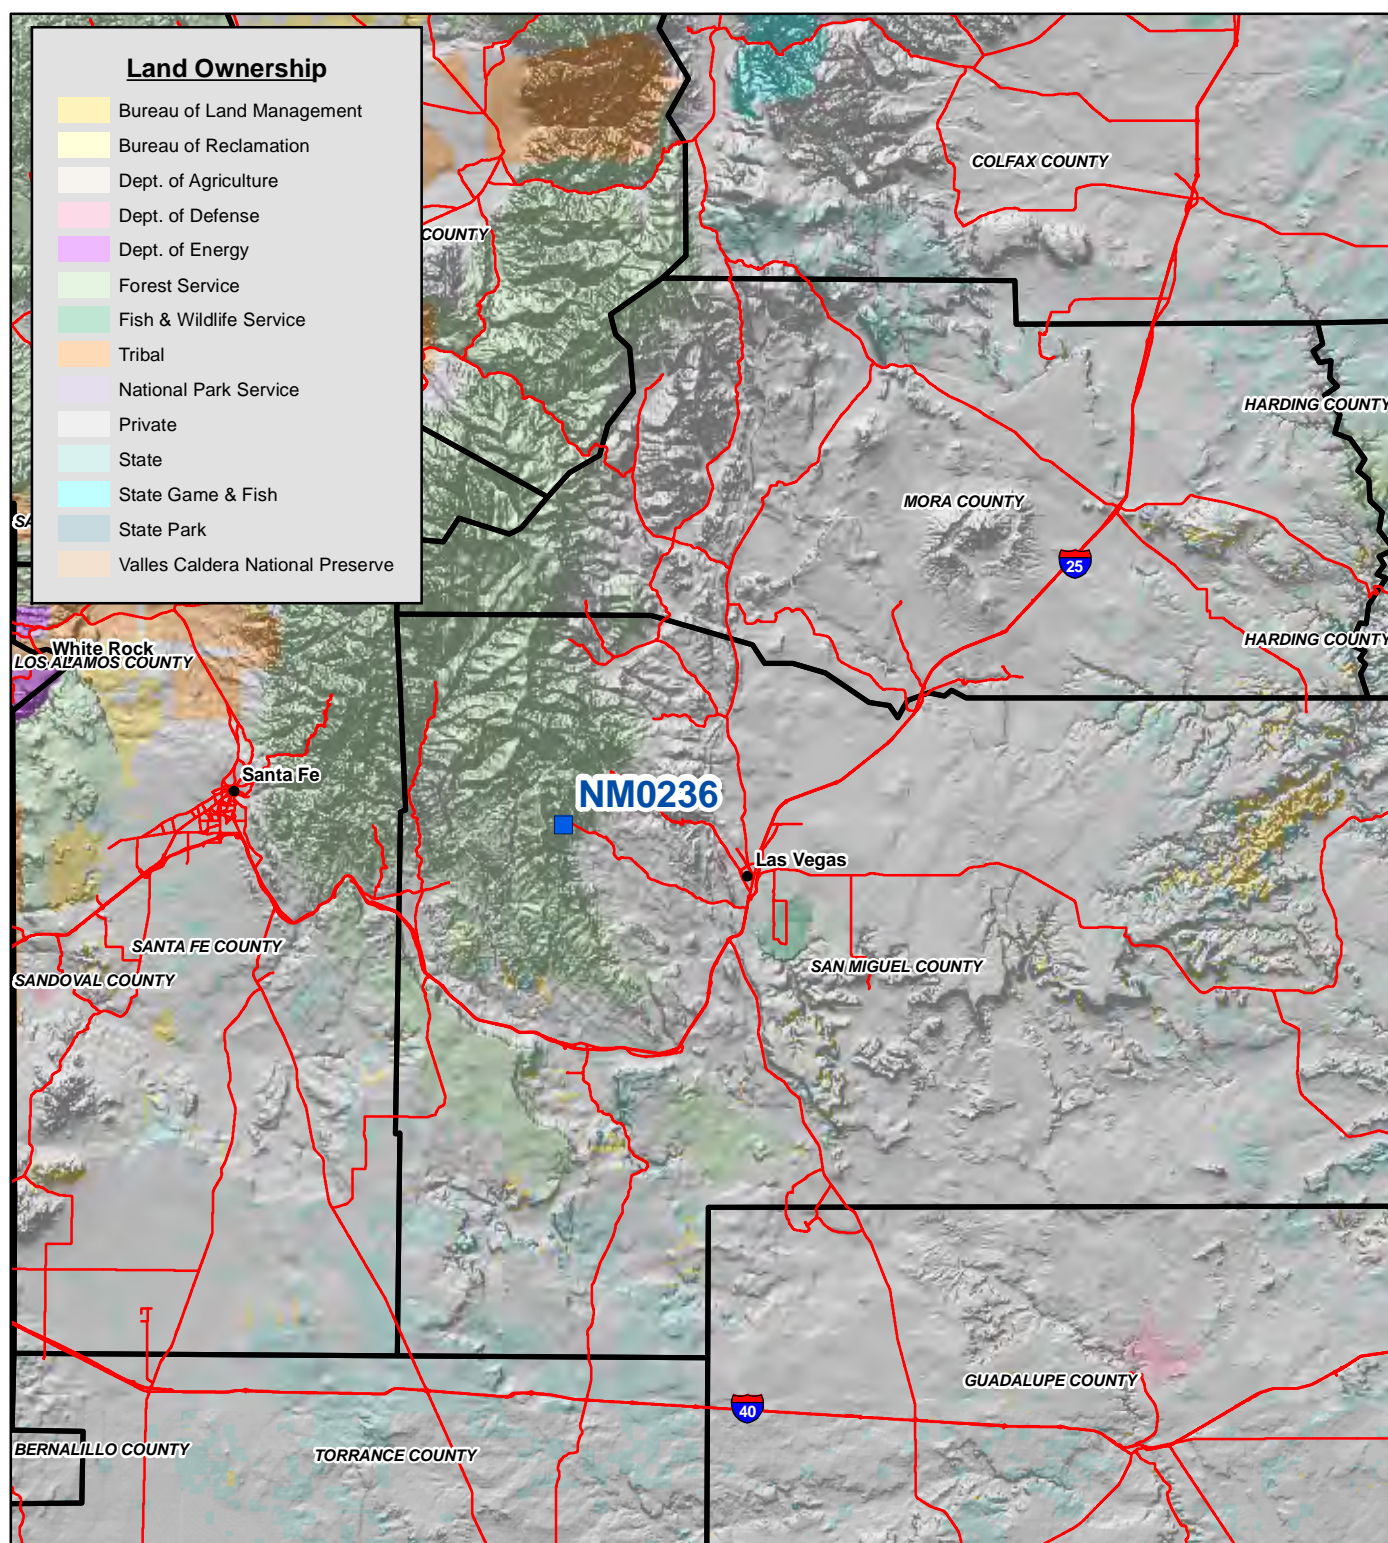 Land Ownership
Bureau of Land Management
Bureau of Reclamation
Dept. of Agriculture
Dept. of Defense
Dept. of Energy
Forest Service
Fish & Wildlife Service
Tribal
National Park Service
Private
State
State Game & Fish
State Park
Valles Caldera National Preserve
COLFAX COUNTY
COUNTY
HARDING COUNTY
MORA COUNTY
SA
25
HARDING COUNTY
White Rock
LOS ALAMOS COUNTY
Santa Fe
NM0236
Las Vegas
SANTA FE COUNTY
SAN MIGUEL COUNTY
SANDOVAL COUNTY
GUADALUPE COUNTY
40
BERNALILLO COUNTY
TORRANCE COUNTY